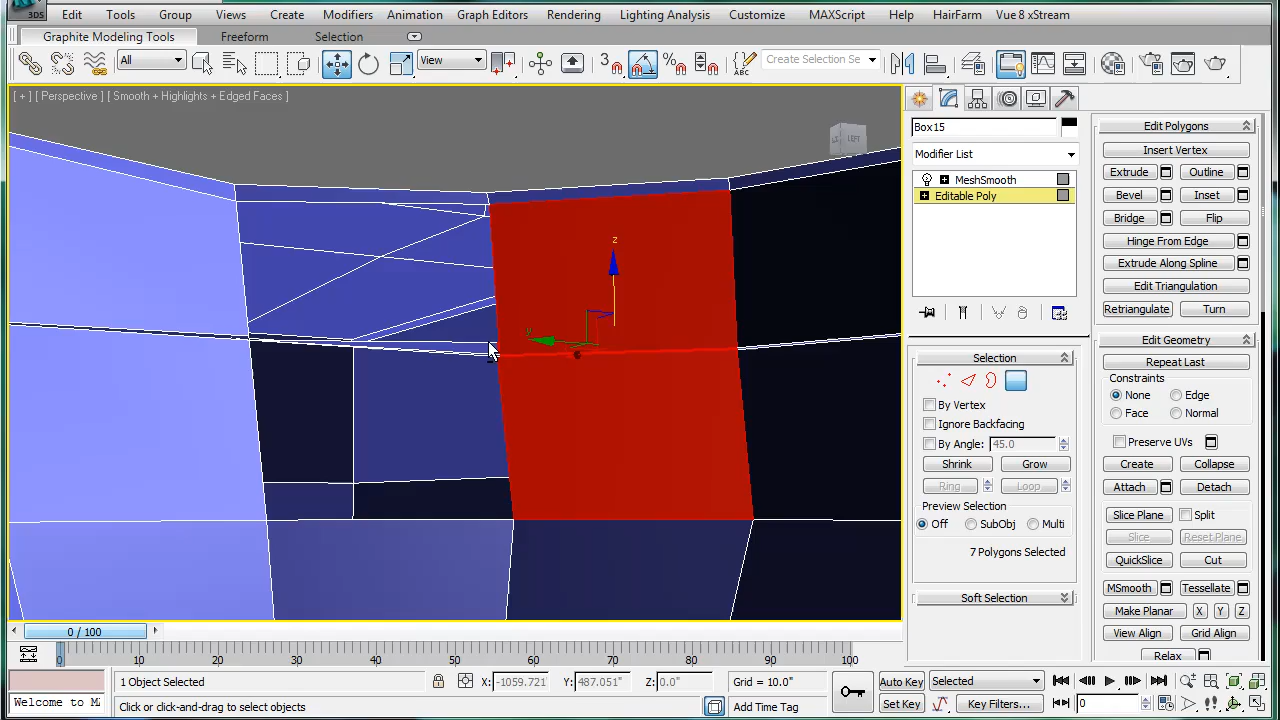 Edit Tools Group Views Create Modifiers Animation Graph Editors Rendering Lighting Analysis Customize MAXScript Help HairFarm Vue 8 xStream
3DS
Graphite Modeling Tools Freeform Selection
All View 3 ABC Create Selection Se
[ + ] [ Perspective ] [ Smooth + Highlights + Edged Faces ]
LEFT
z
y
Box15
Modifier List
MeshSmooth
Editable Poly
Selection
By Vertex
Ignore Backfacing
By Angle: 45.0
Shrink Grow
Ring Loop
Preview Selection
Off SubObj Multi
7 Polygons Selected
Soft Selection
Edit Polygons
Insert Vertex
Extrude Outline
Bevel Inset
Bridge Flip
Hinge From Edge
Extrude Along Spline
Edit Triangulation
Retriangulate Turn
Edit Geometry
Repeat Last
Constraints
None Edge
Face Normal
Preserve UVs
Create Collapse
Attach Detach
Slice Plane Split
Slice Reset Plane
QuickSlice Cut
MSmooth Tessellate
Make Planar X Y Z
View Align Grid Align
Relax
0 / 100
0 10 20 30 40 50 60 70 80 90 100
1 Object Selected X: -1059.721 Y: 487.051" Z: 0.0" Grid = 10.0" Auto Key Selected
Welcome to M Click or click-and-drag to select objects Add Time Tag Set Key Key Filters... 0